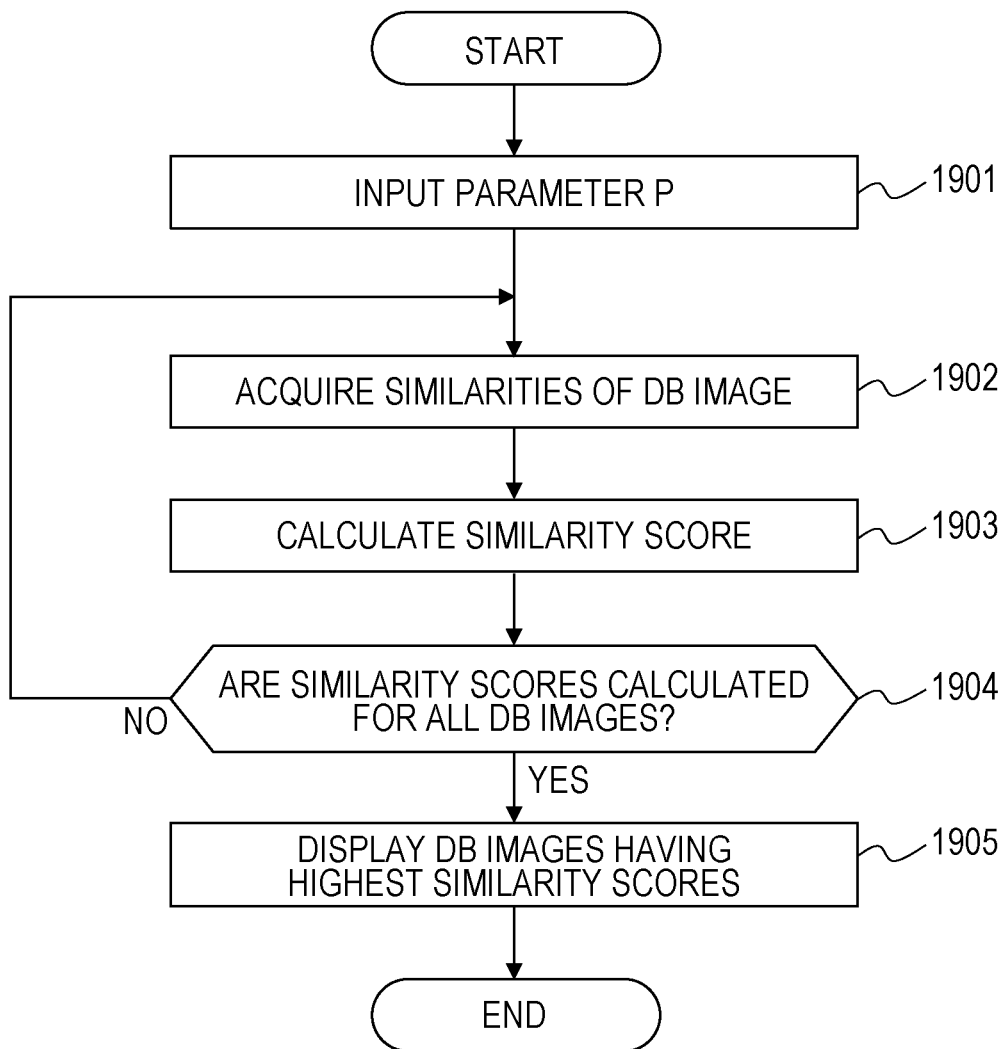 START
INPUT PARAMETER P
1901
ACQUIRE SIMILARITIES OF DB IMAGE
1902
CALCULATE SIMILARITY SCORE
1903
ARE SIMILARITY SCORES CALCULATED
FOR ALL DB IMAGES?
1904
NO
YES
DISPLAY DB IMAGES HAVING
HIGHEST SIMILARITY SCORES
1905
END